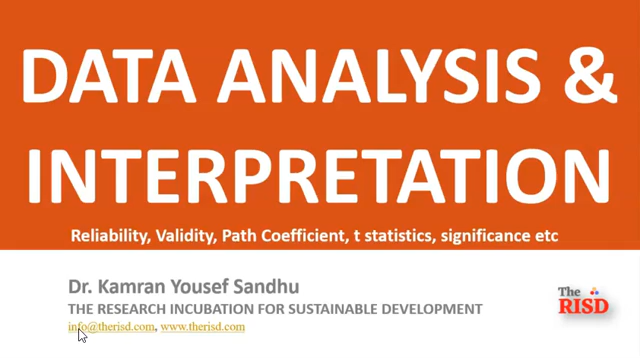 DATA ANALYSIS &
INTERPRETATION
Reliability, Validity, Path Coefficient, t statistics, significance etc
Dr. Kamran Yousef Sandhu
THE RESEARCH INCUBATION FOR SUSTAINABLE DEVELOPMENT
info@therisd.com, www.therisd.com
The
RISD